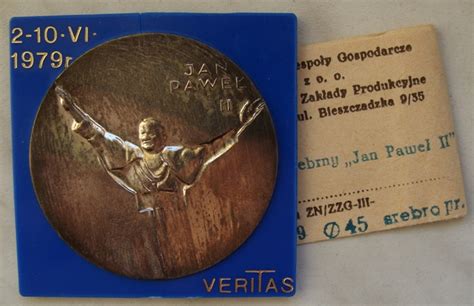 2-10-VI-
1979r.
JAN
PAWEŁ
II
VERITAS
espoły Gospodarcze
z o. o.
Zakłady Produkcyjne
ul. Bieszczadzka 9/35
ebrny „Jan Paweł II"
ZN/ZZG-III-
9 ∅45 srebro pr.